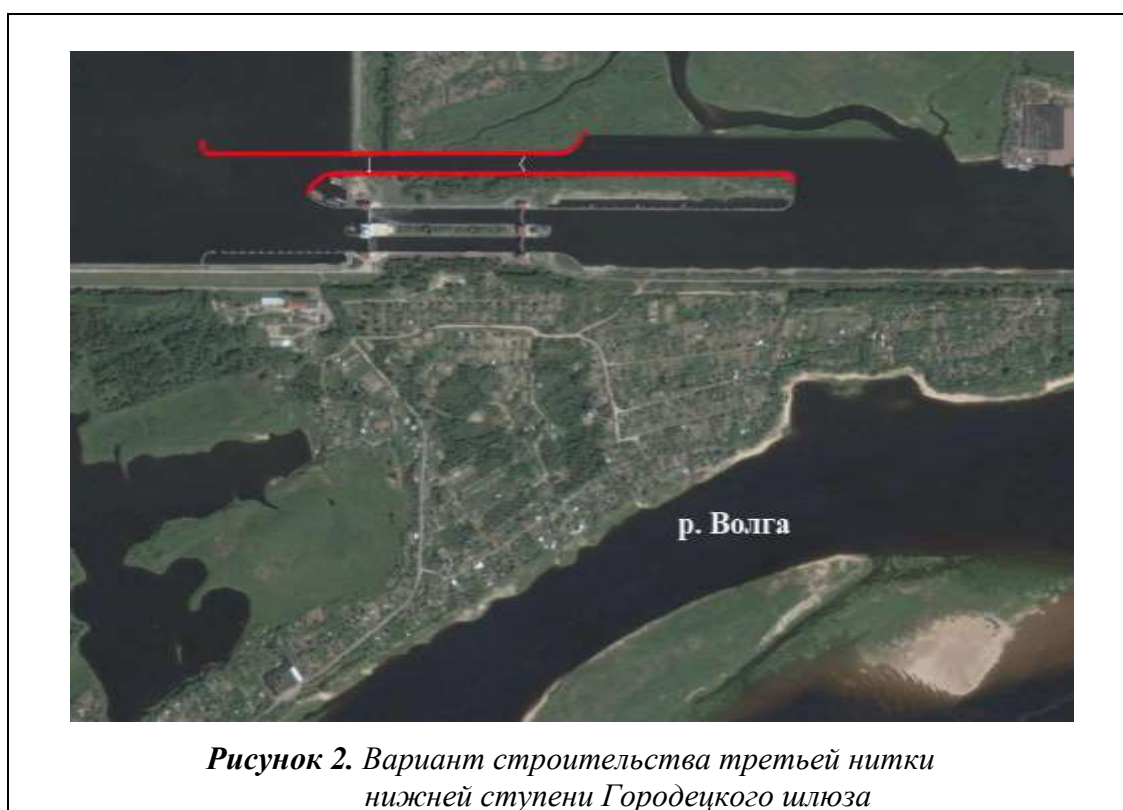 р. Волга
Рисунок 2. Вариант строительства третьей нитки
нижней ступени Городецкого шлюза